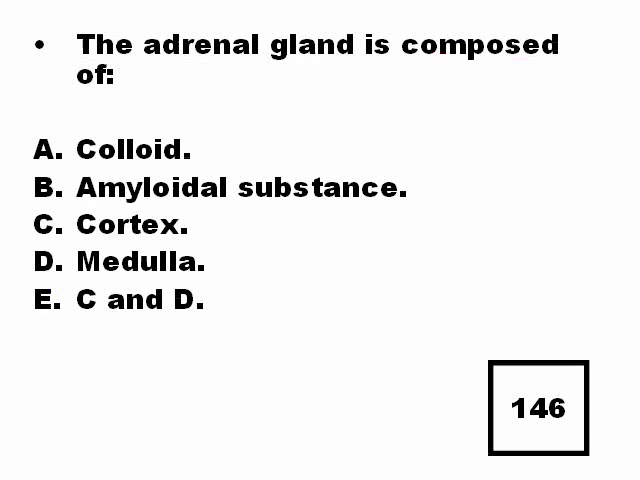 • The adrenal gland is composed
of:
A. Colloid.
B. Amyloidal substance.
C. Cortex.
D. Medulla.
E. C and D.
146